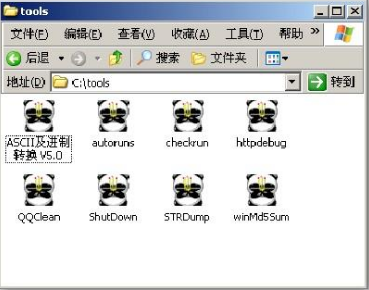 tools
文件(F) 编辑(E) 查看(V) 收藏(A) 工具(T) 帮助 »
后退 搜索 文件夹
地址(D) C:\tools 转到
ASCII及进制 autoruns checkrun httpdebug
转换 V5.0
QQClean ShutDown STRDump winMd5Sum